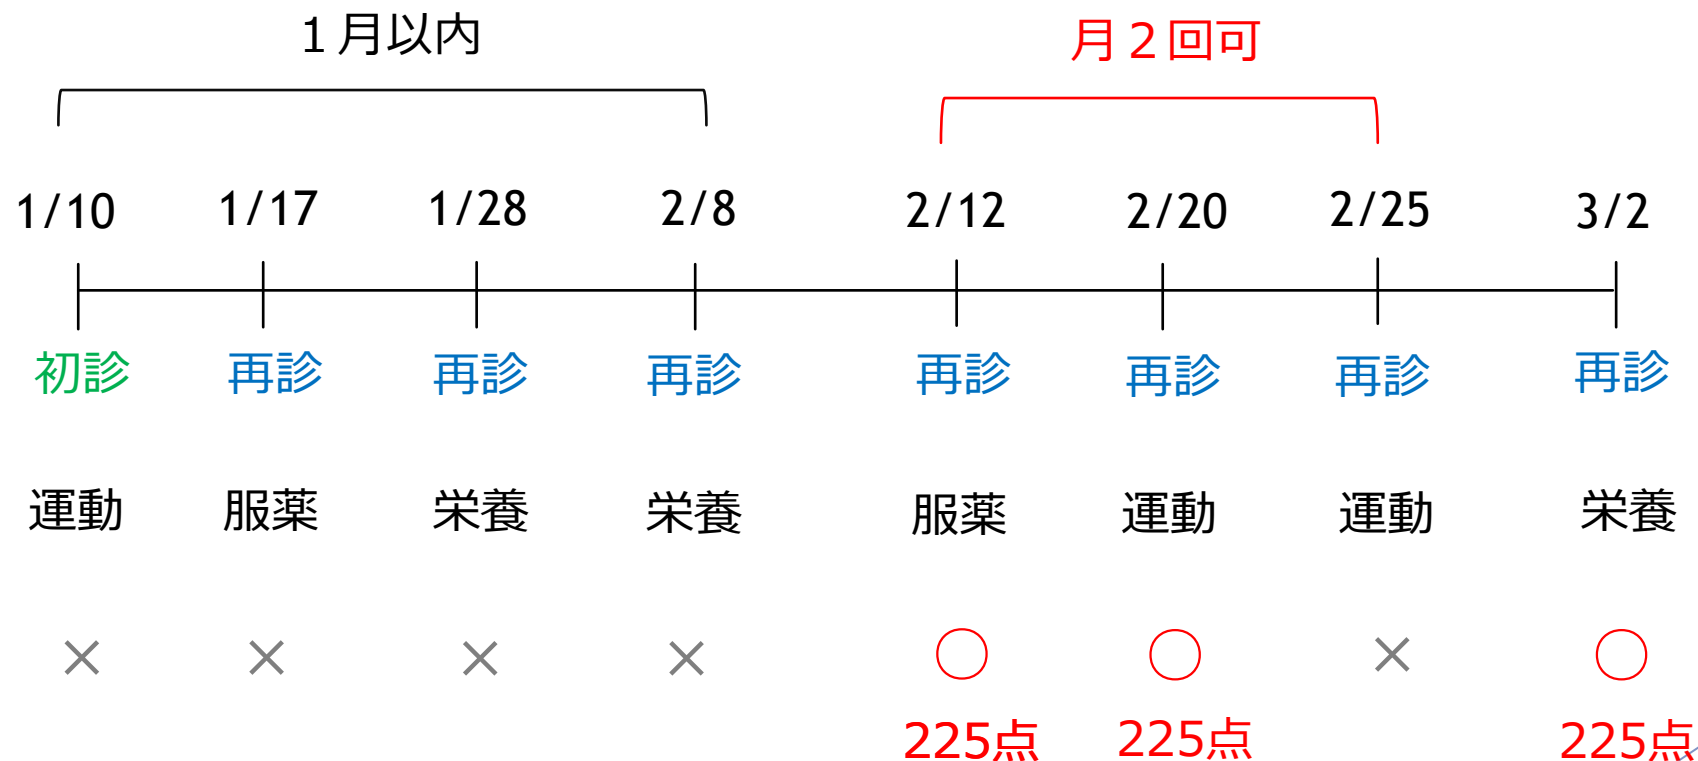 １月以内
月２回可
1/10 1/17 1/28 2/8 2/12 2/20 2/25 3/2
初診 再診 再診 再診 再診 再診 再診 再診
運動 服薬 栄養 栄養 服薬 運動 運動 栄養
× × × × ○ ○ × ○
225点 225点 225点